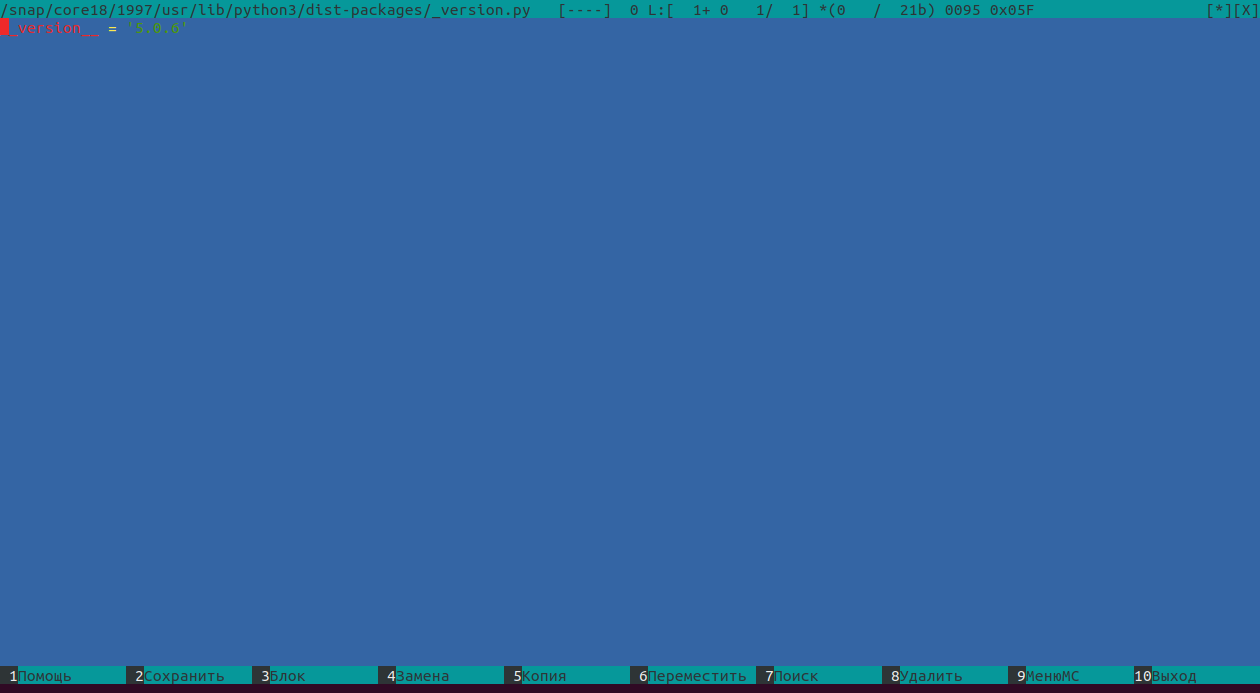 /snap/core18/1997/usr/lib/python3/dist-packages/_version.py   [----]  0 L:[  1+ 0   1/  1] *(0   /  21b) 0095 0x05F                   [*][X]
__version__ = '5.0.6'
1Помощь 2Сохранить 3Блок 4Замена 5Копия 6Переместить 7Поиск 8Удалить 9МенюMC 10Выход